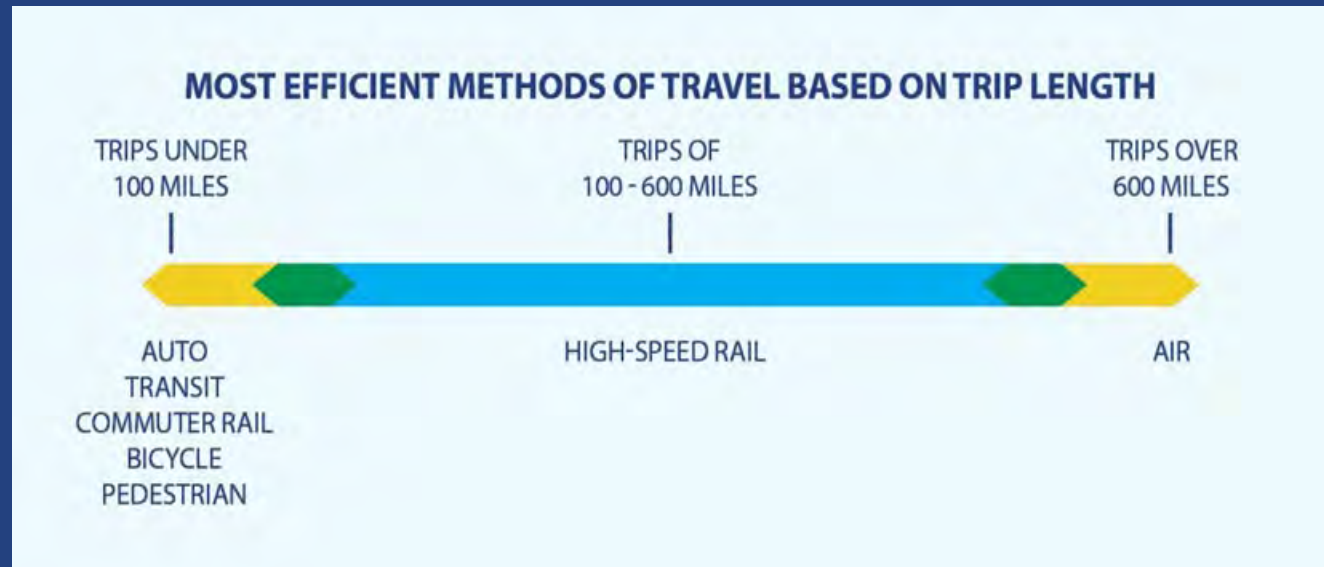 MOST EFFICIENT METHODS OF TRAVEL BASED ON TRIP LENGTH
TRIPS UNDER
100 MILES
TRIPS OF
100 - 600 MILES
TRIPS OVER
600 MILES
AUTO
TRANSIT
COMMUTER RAIL
BICYCLE
PEDESTRIAN
HIGH-SPEED RAIL
AIR